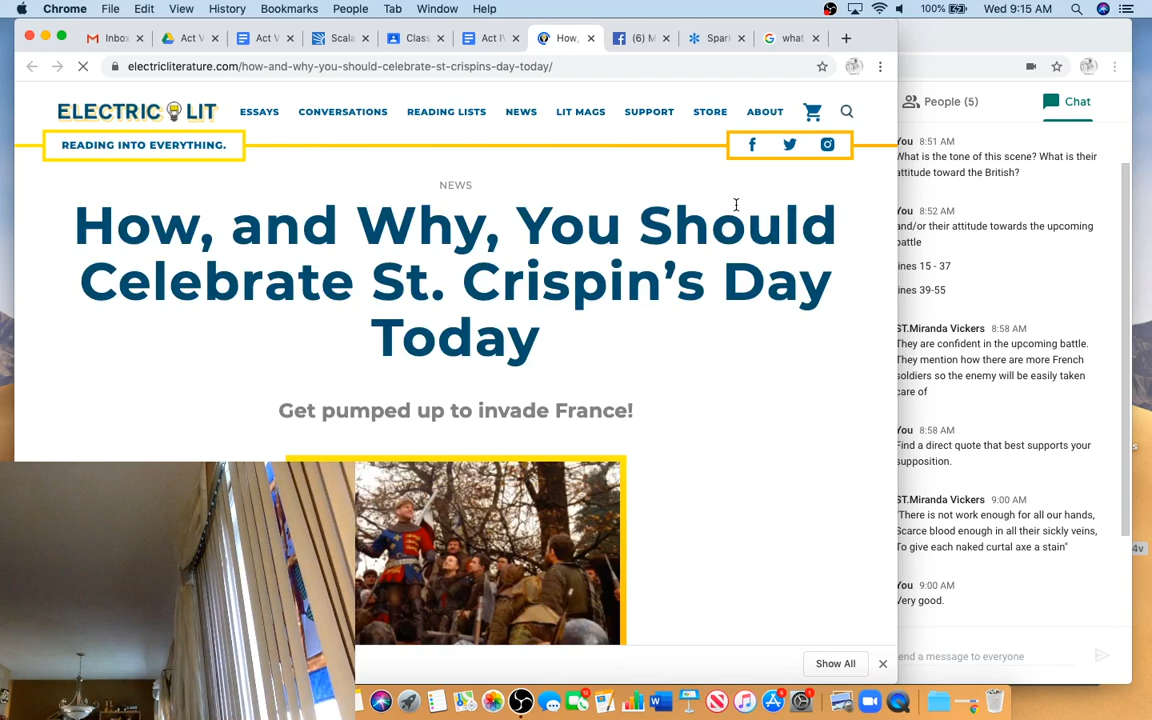 Chrome File Edit View History Bookmarks People Tab Window Help 100% Wed 9:15 AM
Inbo Act V Act V Scala Class Act I How, (6) M Spar what
electricliterature.com/how-and-why-you-should-celebrate-st-crispins-day-today/
ELECTRIC LIT ESSAYS CONVERSATIONS READING LISTS NEWS LIT MAGS SUPPORT STORE ABOUT
READING INTO EVERYTHING.
NEWS
How, and Why, You Should
Celebrate St. Crispin's Day
Today
Get pumped up to invade France!
Show All
People (5) Chat
You 8:51 AM
What is the tone of this scene? What is their
attitude toward the British?
You 8:52 AM
and/or their attitude towards the upcoming
battle
ines 15 - 37
ines 39-55
ST.Miranda Vickers 8:58 AM
They are confident in the upcoming battle.
They mention how there are more French
soldiers so the enemy will be easily taken
care of
You 8:58 AM
Find a direct quote that best supports your
supposition.
ST.Miranda Vickers 9:00 AM
"There is not work enough for all our hands,
Scarce blood enough in all their sickly veins,
To give each naked curtal axe a stain"
You 9:00 AM
Very good.
end a message to everyone
4v